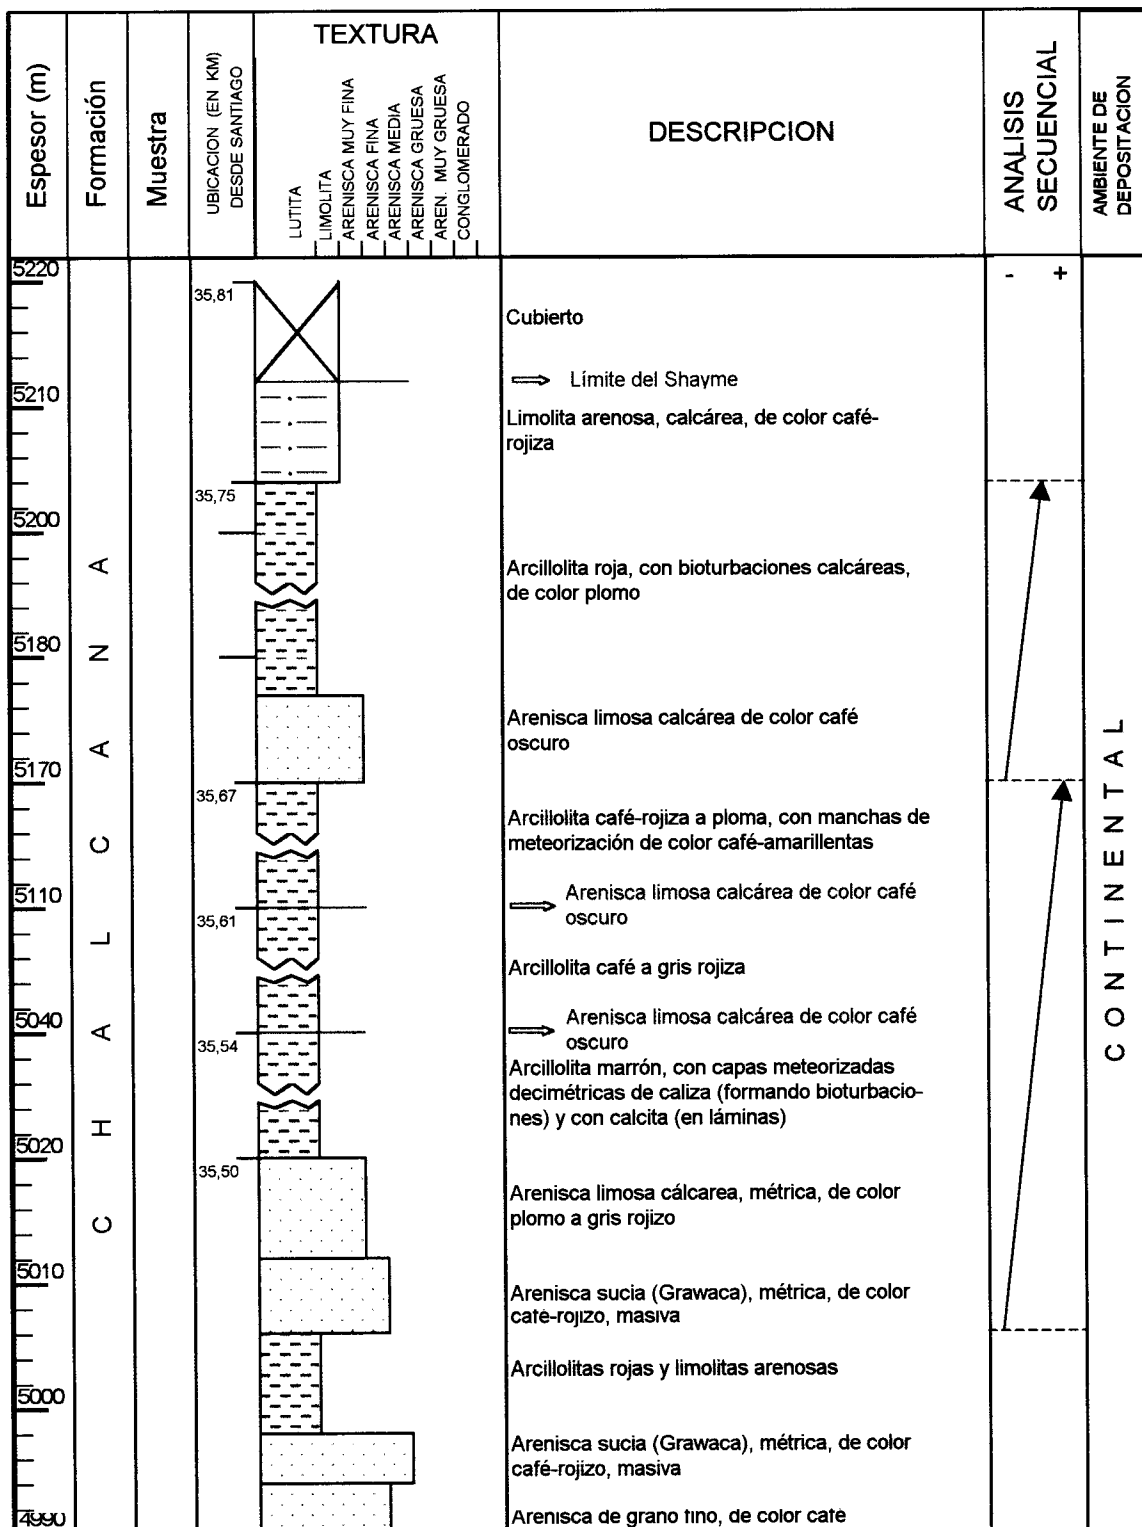 TEXTURA
Espesor (m)
Formación
Muestra
UBICACION (EN KM)
DESDE SANTIAGO
LUTITA
LIMOLITA
ARENISCA MUY FINA
ARENISCA FINA
ARENISCA MEDIA
ARENISCA GRUESA
AREN. MUY GRUESA
CONGLOMERADO
DESCRIPCION
ANALISIS
SECUENCIAL
AMBIENTE DE
DEPOSITACION
5220
- +
35,81
Cubierto
Límite del Shayme
5210
Limolita arenosa, calcárea, de color café-
rojiza
35,75
5200
Arcillolita roja, con bioturbaciones calcáreas,
de color plomo
5180
Arenisca limosa calcárea de color café
oscuro
5170
35,67
Arcillolita café-rojiza a ploma, con manchas de
meteorización de color café-amarillentas
5110
Arenisca limosa calcárea de color café
oscuro
35,61
Arcillolita café a gris rojiza
5040
Arenisca limosa calcárea de color café
oscuro
35,54
Arcillolita marrón, con capas meteorizadas
decimétricas de caliza (formando bioturbacio-
nes) y con calcita (en láminas)
5020
35,50
Arenisca limosa cálcarea, métrica, de color
plomo a gris rojizo
5010
Arenisca sucia (Grawaca), métrica, de color
café-rojizo, masiva
Arcillolitas rojas y limolitas arenosas
5000
Arenisca sucia (Grawaca), métrica, de color
café-rojizo, masiva
4990
Arenisca de grano fino, de color café
CHALCANA
CONTINENTAL